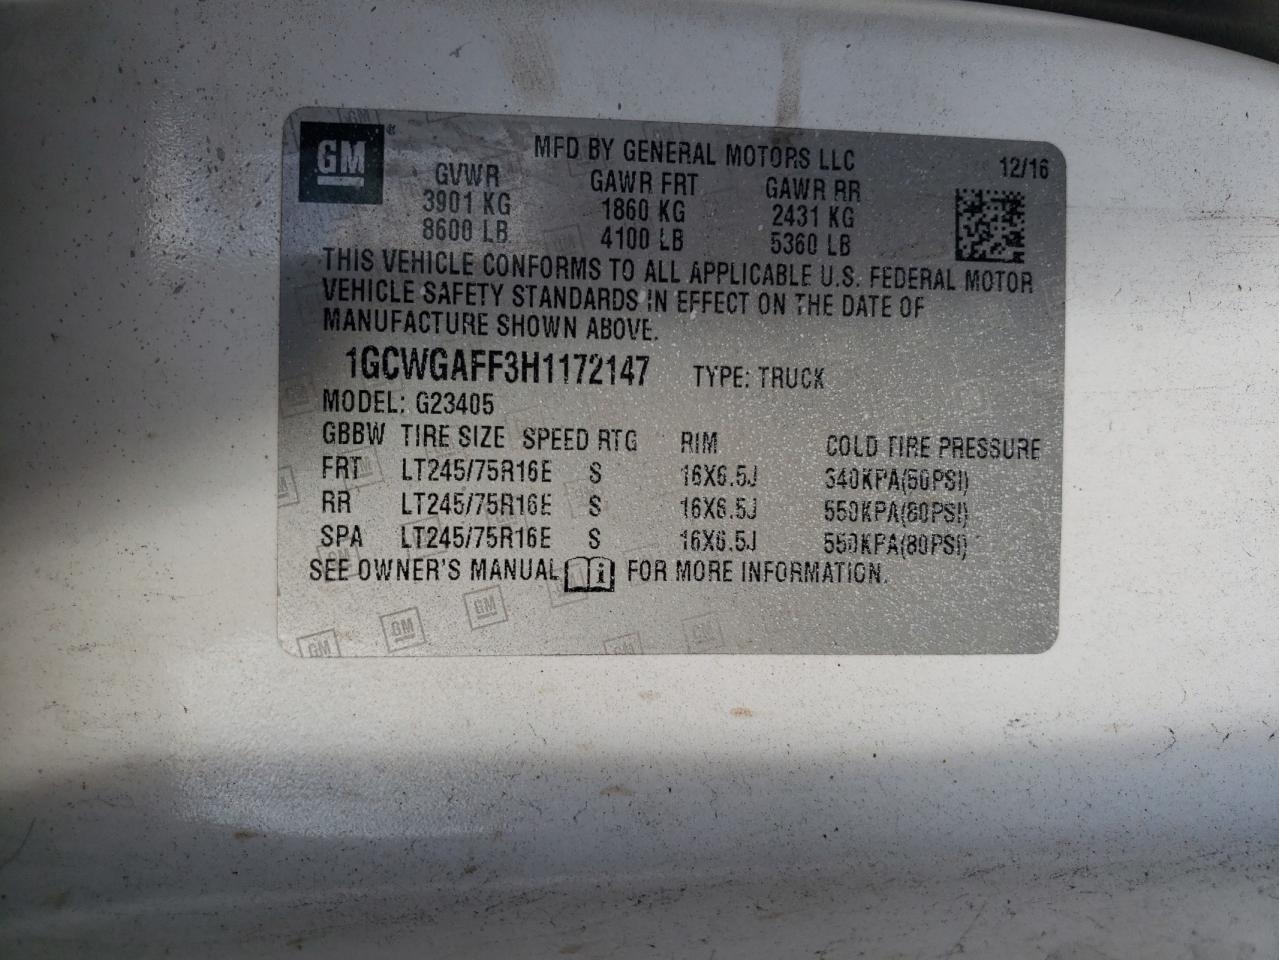 GM
MFD BY GENERAL MOTORS LLC 12/16
GVWR GAWR FRT GAWR RR
3901 KG 1860 KG 2431 KG
8600 LB 4100 LB 5360 LB
THIS VEHICLE CONFORMS TO ALL APPLICABLE U.S. FEDERAL MOTOR
VEHICLE SAFETY STANDARDS IN EFFECT ON THE DATE OF
MANUFACTURE SHOWN ABOVE.
1GCWGAFF3H1172147 TYPE: TRUCK
MODEL: G23405
GBBW TIRE SIZE SPEED RTG RIM COLD TIRE PRESSURE
FRT LT245/75R16E S 16X6.5J 340KPA(50PSI)
RR LT245/75R16E S 16X6.5J 550KPA(80PSI)
SPA LT245/75R16E S 16X6.5J 550KPA(80PSI)
SEE OWNER'S MANUAL FOR MORE INFORMATION.
GM
GM
GM